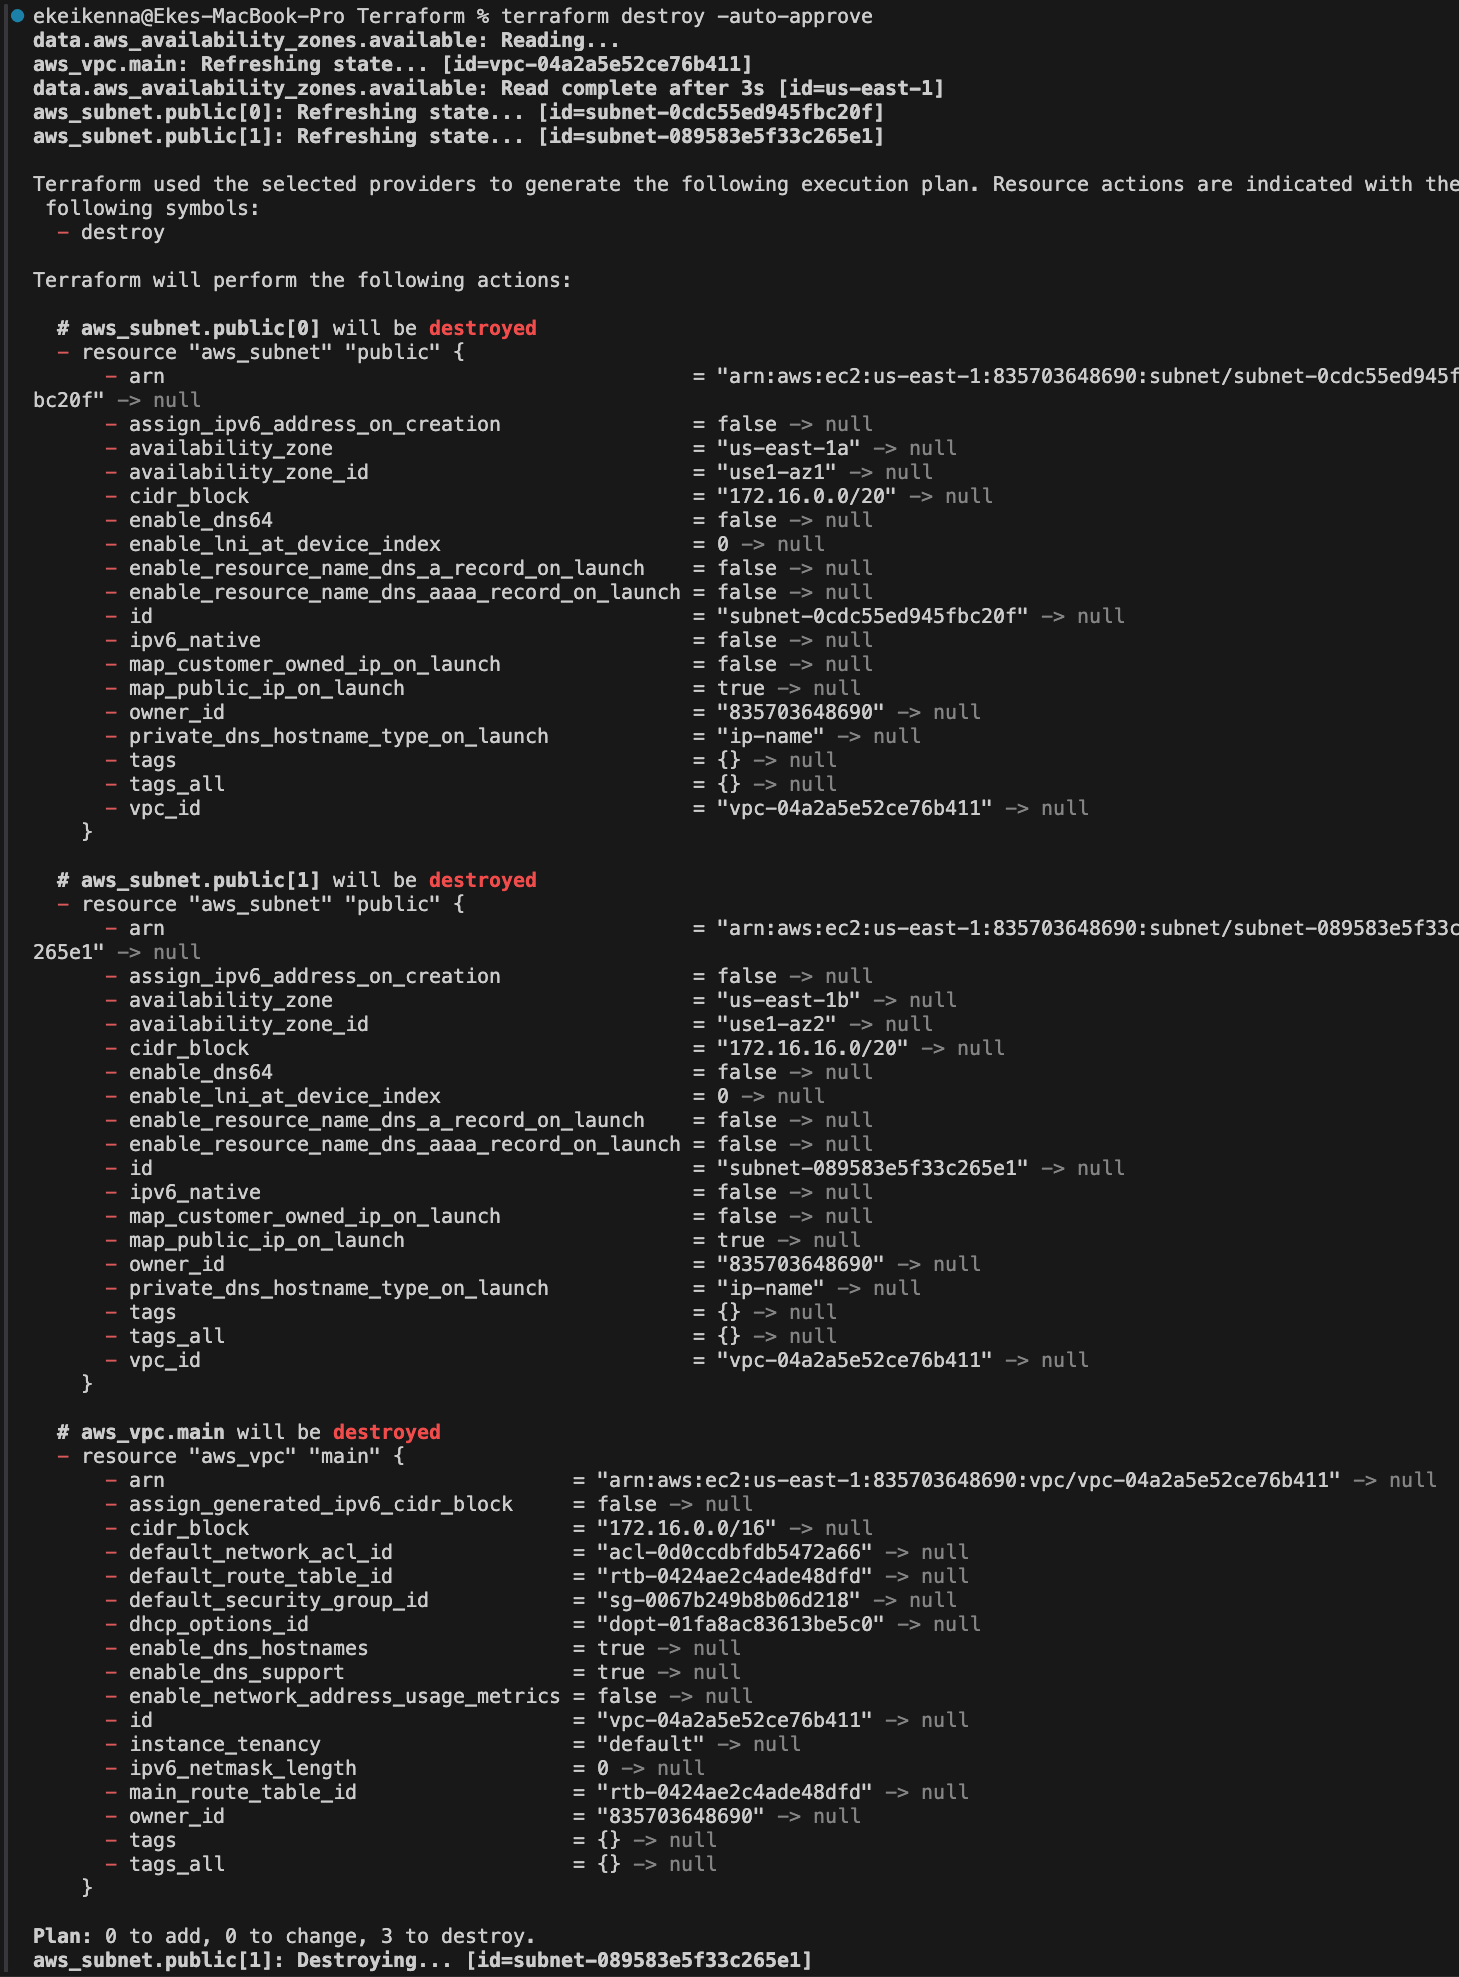 ekeikenna@Ekes-MacBook-Pro Terraform % terraform destroy -auto-approve
data.aws_availability_zones.available: Reading...
aws_vpc.main: Refreshing state... [id=vpc-04a2a5e52ce76b411]
data.aws_availability_zones.available: Read complete after 3s [id=us-east-1]
aws_subnet.public[0]: Refreshing state... [id=subnet-0cdc55ed945fbc20f]
aws_subnet.public[1]: Refreshing state... [id=subnet-089583e5f33c265e1]
Terraform used the selected providers to generate the following execution plan. Resource actions are indicated with the
following symbols:
- destroy
Terraform will perform the following actions:
# aws_subnet.public[0] will be destroyed
- resource "aws_subnet" "public" {
- arn = "arn:aws:ec2:us-east-1:835703648690:subnet/subnet-0cdc55ed945f
bc20f" -> null
- assign_ipv6_address_on_creation = false -> null
- availability_zone = "us-east-1a" -> null
- availability_zone_id = "use1-az1" -> null
- cidr_block = "172.16.0.0/20" -> null
- enable_dns64 = false -> null
- enable_lni_at_device_index = 0 -> null
- enable_resource_name_dns_a_record_on_launch = false -> null
- enable_resource_name_dns_aaaa_record_on_launch = false -> null
- id = "subnet-0cdc55ed945fbc20f" -> null
- ipv6_native = false -> null
- map_customer_owned_ip_on_launch = false -> null
- map_public_ip_on_launch = true -> null
- owner_id = "835703648690" -> null
- private_dns_hostname_type_on_launch = "ip-name" -> null
- tags = {} -> null
- tags_all = {} -> null
- vpc_id = "vpc-04a2a5e52ce76b411" -> null
}
# aws_subnet.public[1] will be destroyed
- resource "aws_subnet" "public" {
- arn = "arn:aws:ec2:us-east-1:835703648690:subnet/subnet-089583e5f33c
265e1" -> null
- assign_ipv6_address_on_creation = false -> null
- availability_zone = "us-east-1b" -> null
- availability_zone_id = "use1-az2" -> null
- cidr_block = "172.16.16.0/20" -> null
- enable_dns64 = false -> null
- enable_lni_at_device_index = 0 -> null
- enable_resource_name_dns_a_record_on_launch = false -> null
- enable_resource_name_dns_aaaa_record_on_launch = false -> null
- id = "subnet-089583e5f33c265e1" -> null
- ipv6_native = false -> null
- map_customer_owned_ip_on_launch = false -> null
- map_public_ip_on_launch = true -> null
- owner_id = "835703648690" -> null
- private_dns_hostname_type_on_launch = "ip-name" -> null
- tags = {} -> null
- tags_all = {} -> null
- vpc_id = "vpc-04a2a5e52ce76b411" -> null
}
# aws_vpc.main will be destroyed
- resource "aws_vpc" "main" {
- arn = "arn:aws:ec2:us-east-1:835703648690:vpc/vpc-04a2a5e52ce76b411" -> null
- assign_generated_ipv6_cidr_block = false -> null
- cidr_block = "172.16.0.0/16" -> null
- default_network_acl_id = "acl-0d0ccdbfdb5472a66" -> null
- default_route_table_id = "rtb-0424ae2c4ade48dfd" -> null
- default_security_group_id = "sg-0067b249b8b06d218" -> null
- dhcp_options_id = "dopt-01fa8ac83613be5c0" -> null
- enable_dns_hostnames = true -> null
- enable_dns_support = true -> null
- enable_network_address_usage_metrics = false -> null
- id = "vpc-04a2a5e52ce76b411" -> null
- instance_tenancy = "default" -> null
- ipv6_netmask_length = 0 -> null
- main_route_table_id = "rtb-0424ae2c4ade48dfd" -> null
- owner_id = "835703648690" -> null
- tags = {} -> null
- tags_all = {} -> null
}
Plan: 0 to add, 0 to change, 3 to destroy.
aws_subnet.public[1]: Destroying... [id=subnet-089583e5f33c265e1]